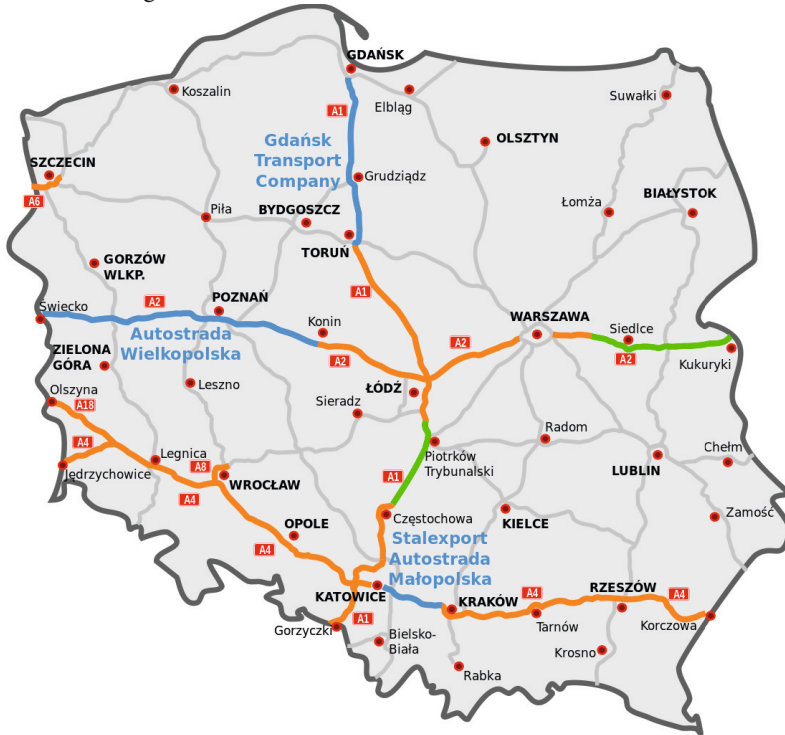 GDAŃSK
Koszalin
A1
Elbląg
Suwałki
Gdańsk
Transport
Company
OLSZTYN
SZCZECIN
Grudziądz
BIAŁYSTOK
A6
Łomża
Piła
BYDGOSZCZ
TORUŃ
GORZÓW
WLKP.
A1
POZNAŃ
A2
Świecko
Konin
WARSZAWA
Autostrada
Wielkopolska
Siedlce
A2
A2
A2
ZIELONA
GÓRA
Kukuryki
Leszno
ŁÓDŹ
Olszyna
A18
Sieradz
Radom
A4
Piotrków
Trybunalski
Chełm
Legnica
A8
Jędrzychowice
WROCŁAW
A1
LUBLIN
A4
Zamość
OPOLE
Częstochowa
KIELCE
Stalexport
Autostrada
Małopolska
A4
KATOWICE
RZESZÓW
A4
A4
KRAKÓW
A1
Tarnów
Korczowa
Gorzyczki
Bielsko-
Biała
Krosno
Rabka